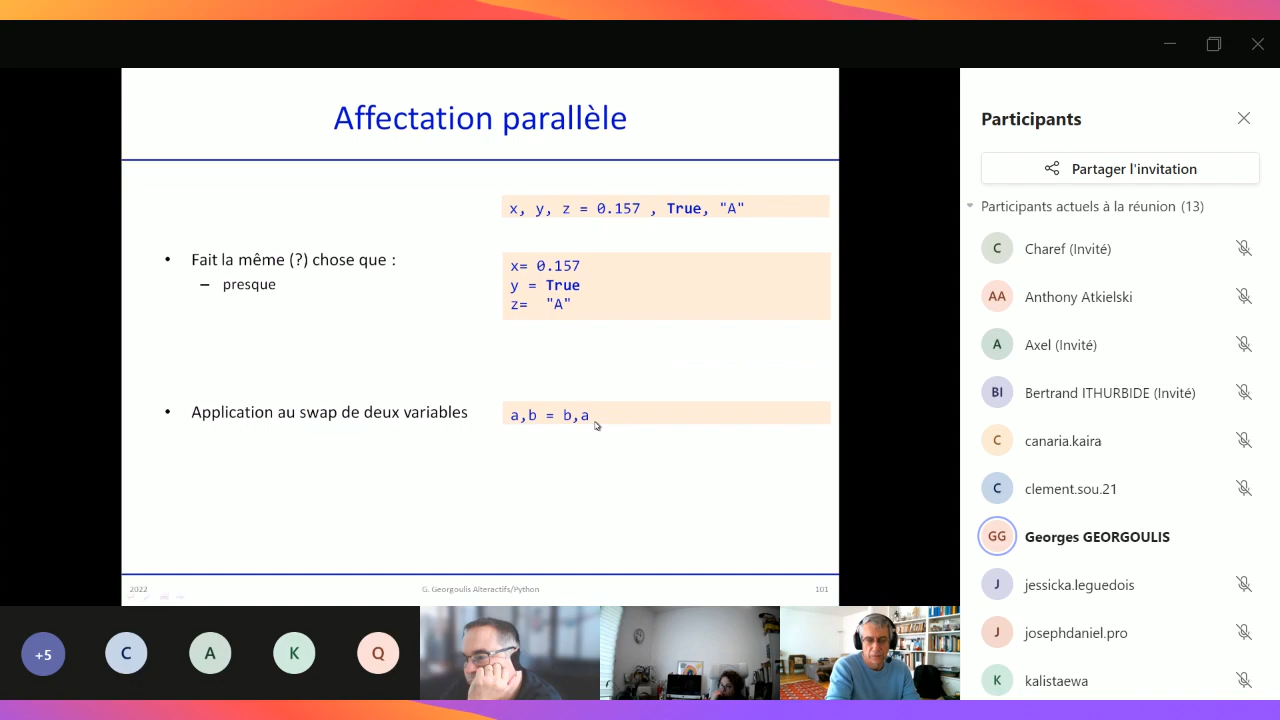 Affectation parallèle
x, y, z = 0.157 , True, "A"
• Fait la même (?) chose que :
– presque
x= 0.157
y = True
z=  "A"
• Application au swap de deux variables
a,b = b,a
2022
G. Georgoulis Alteractifs/Python
101
Participants
Partager l'invitation
Participants actuels à la réunion (13)
C Charef (Invité)
AA Anthony Atkielski
A Axel (Invité)
BI Bertrand ITHURBIDE (Invité)
C canaria.kaira
C clement.sou.21
GG Georges GEORGOULIS
J jessicka.leguedois
J josephdaniel.pro
K kalistaewa
+5 C A K Q